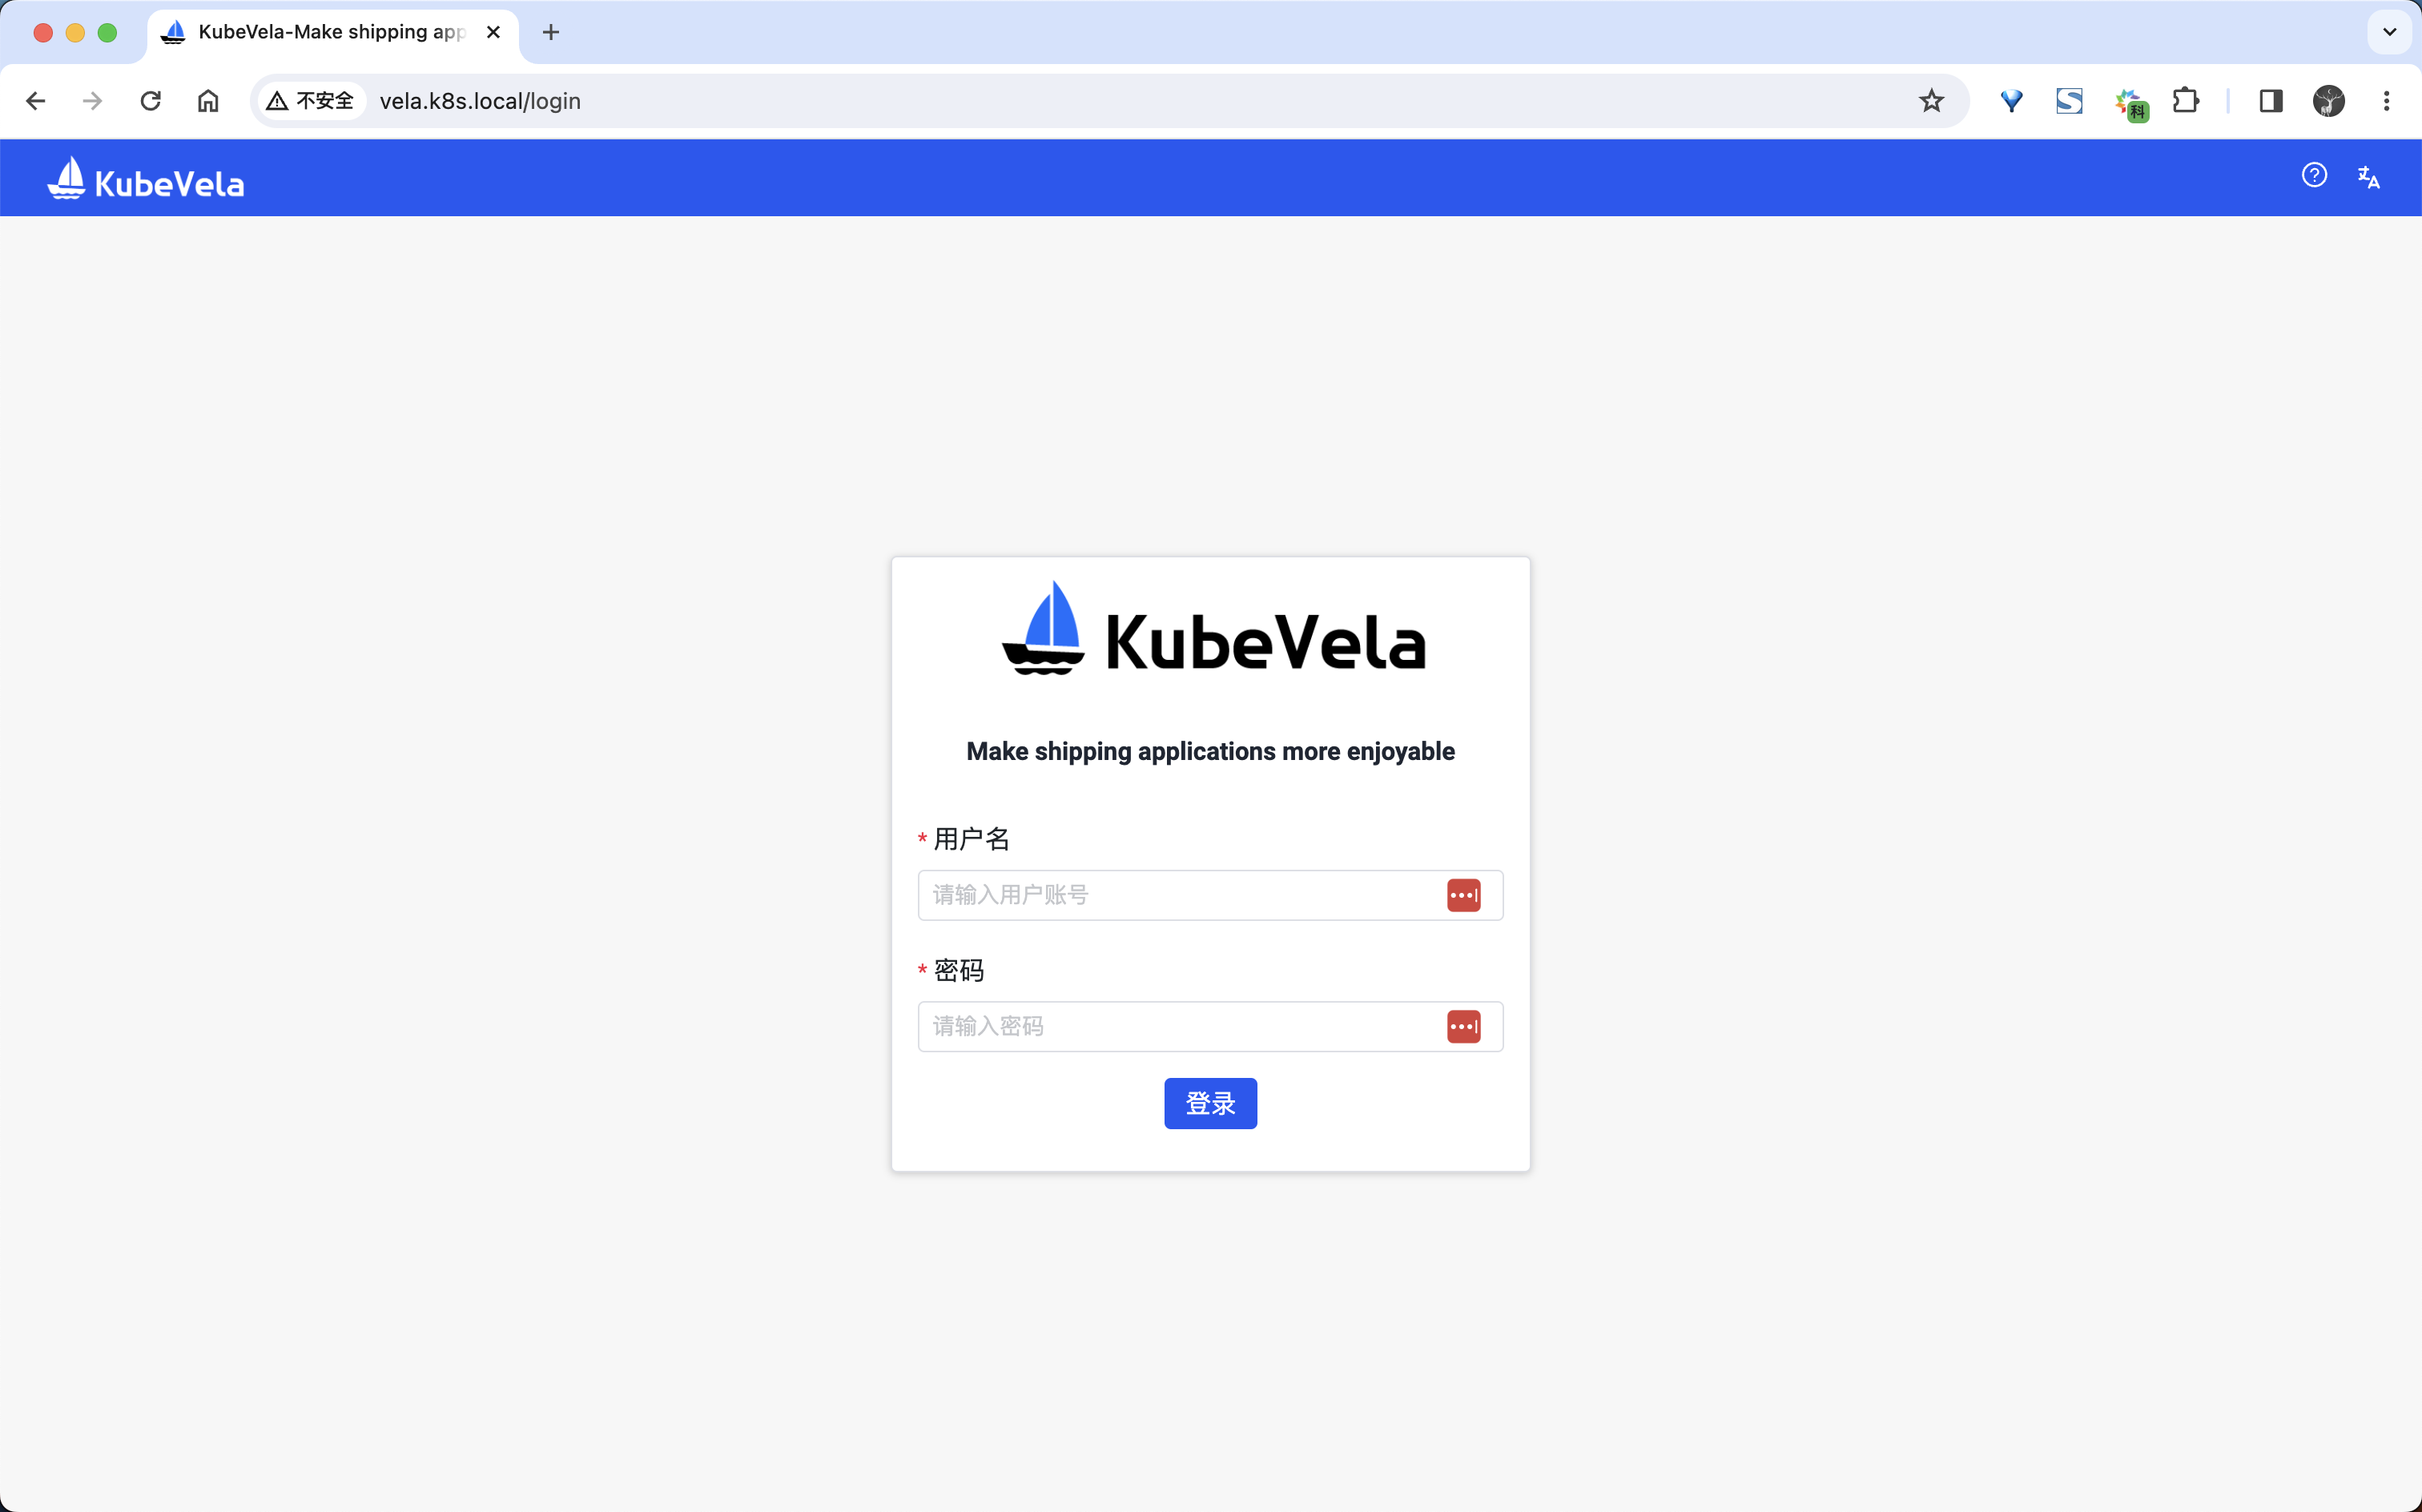 KubeVela-Make shipping app
不安全
vela.k8s.local/login
科
KubeVela
KubeVela
Make shipping applications more enjoyable
* 用户名
请输入用户账号
* 密码
请输入密码
登录